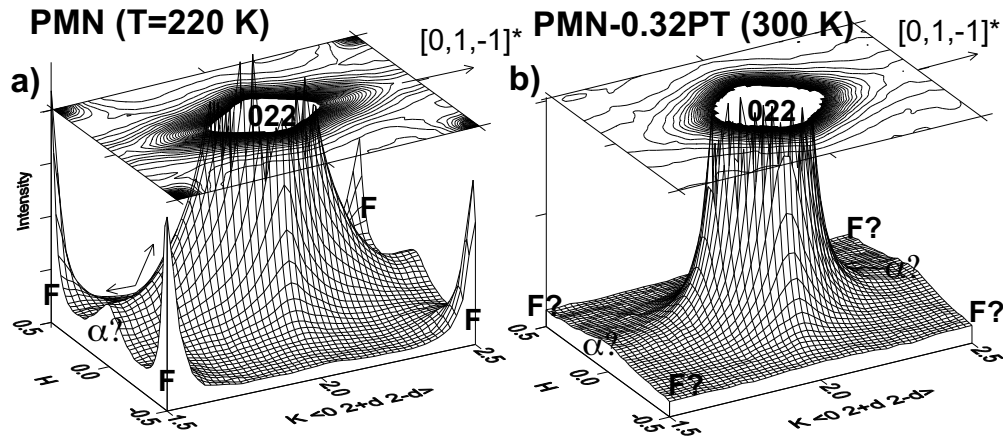 PMN (T=220 K)
[0,1,-1]*
a)
022
Intensity
F
F
F
F
α?
0.5
0.0
-0.5
H
1.5
2.0
2.5
K <0 2+d 2-d>
PMN-0.32PT (300 K)
[0,1,-1]*
b)
022
F?
F?
F?
F?
α?
α?
0.5
0.0
-0.5
H
1.5
2.0
2.5
K <0 2+d 2-d>